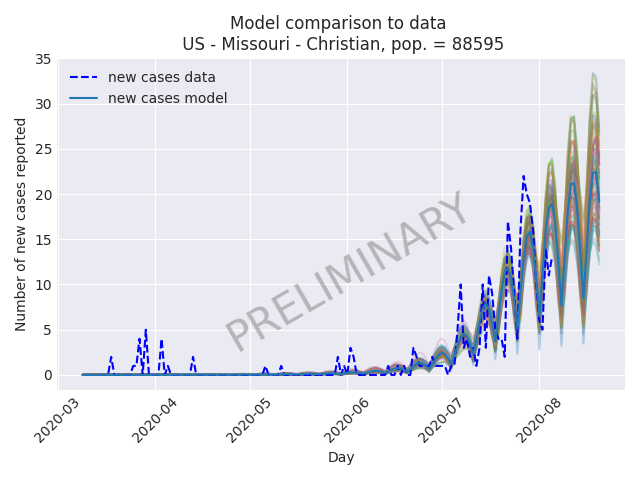 Model comparison to data
US - Missouri - Christian, pop. = 88595
new cases data
new cases model
Number of new cases reported
35
30
25
20
15
10
5
0
PRELIMINARY
2020-03
2020-04
2020-05
2020-06
2020-07
2020-08
Day